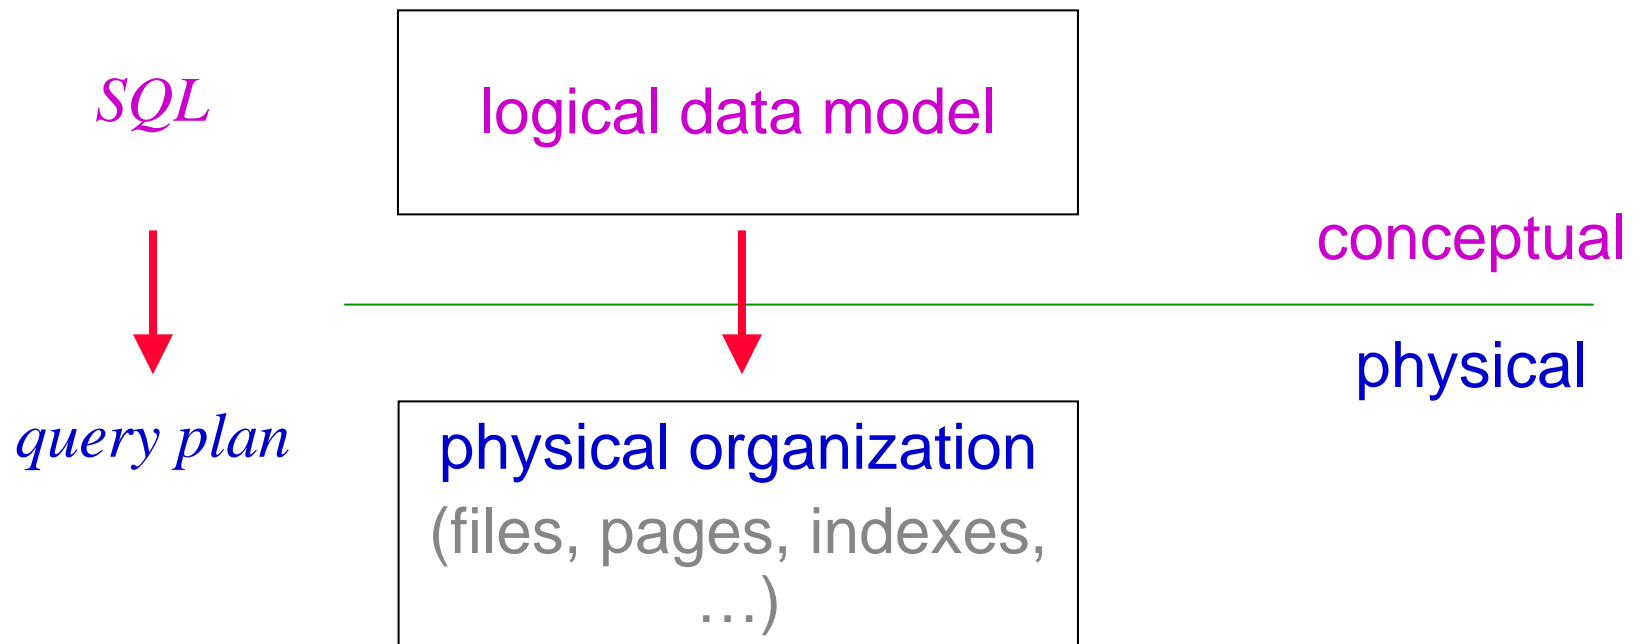 SQL
logical data model
conceptual
physical
query plan
physical organization
(files, pages, indexes,
…)